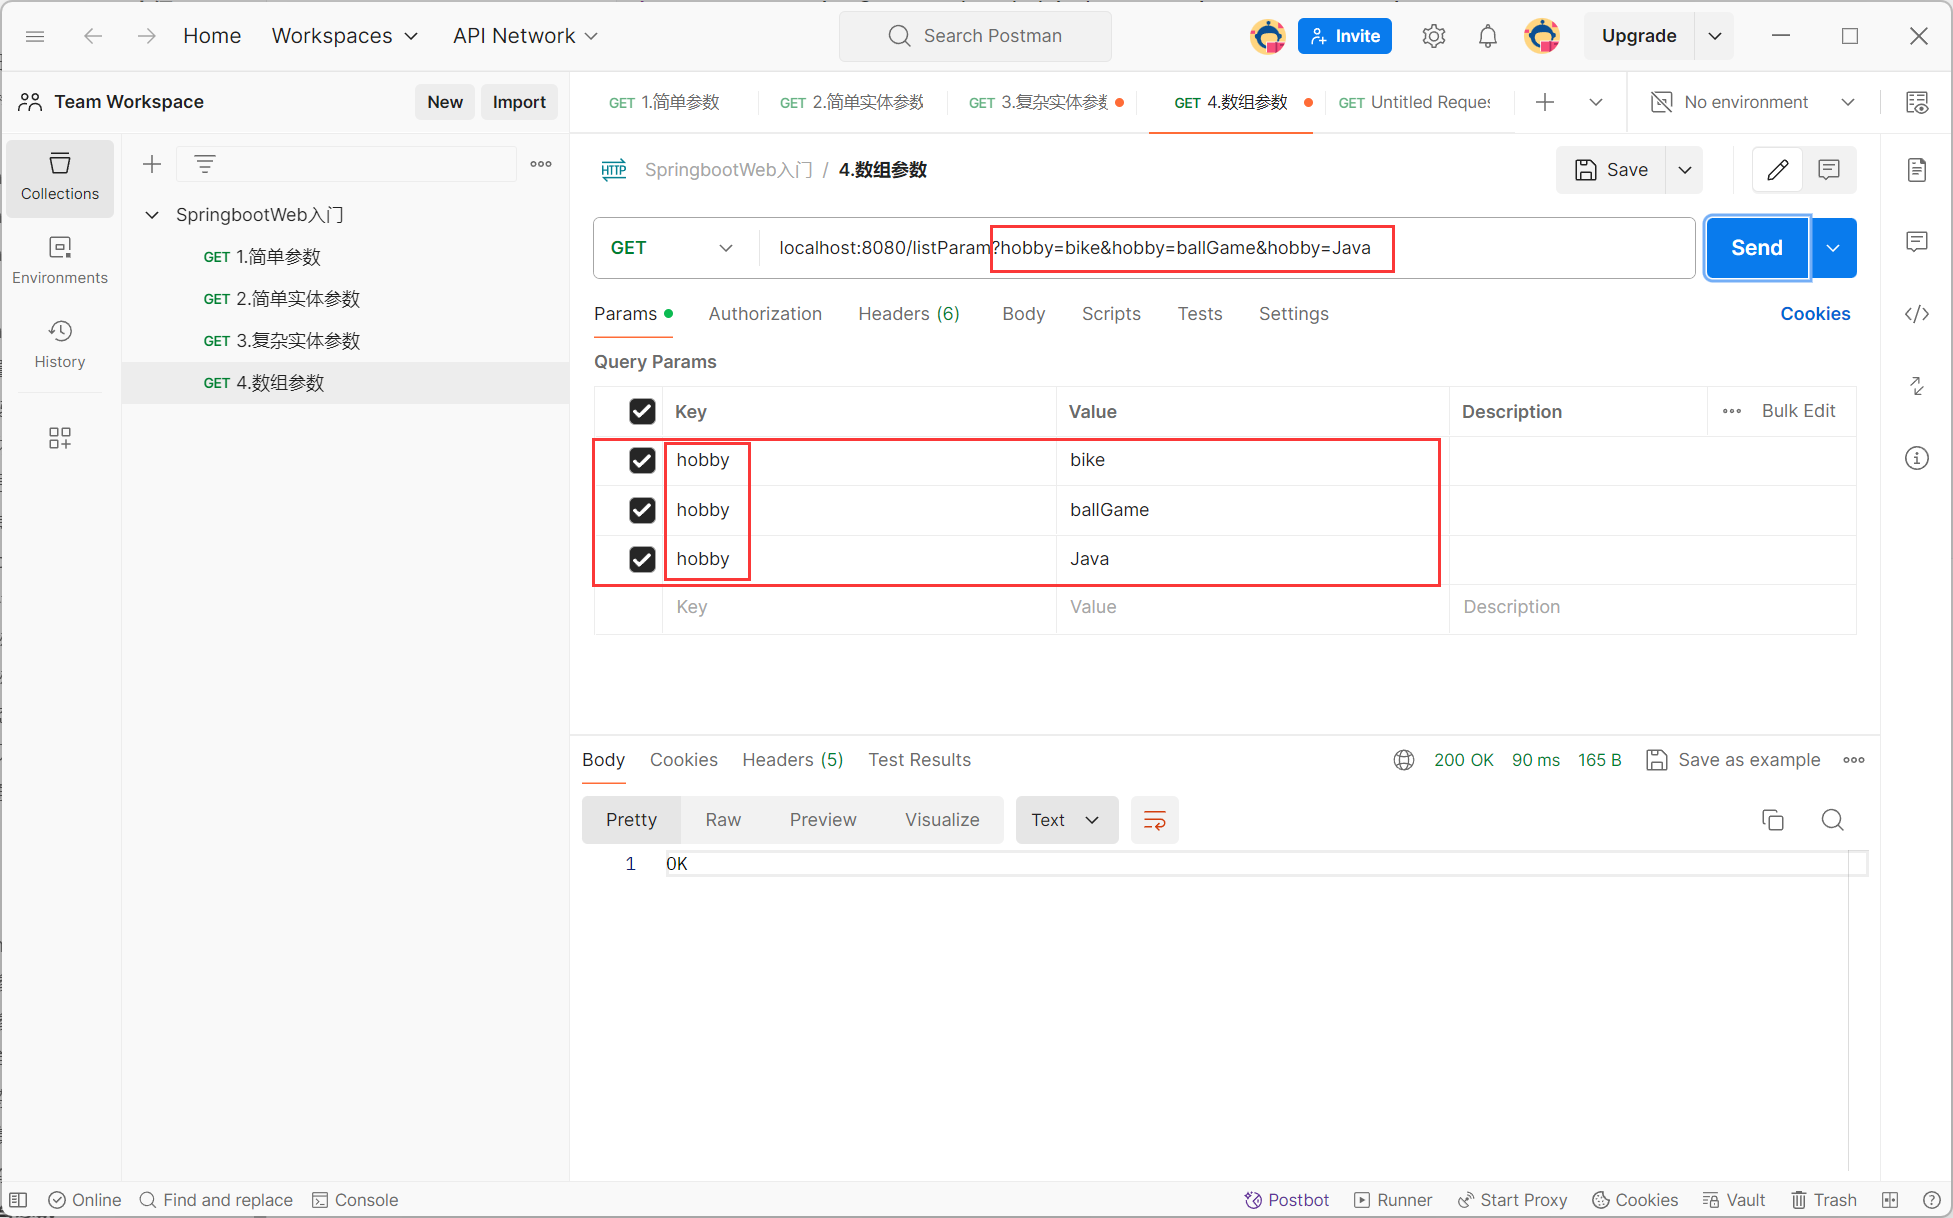 Home Workspaces API Network Search Postman Invite Upgrade
Team Workspace New Import
GET 1.简单参数 GET 2.简单实体参数 GET 3.复杂实体参数 GET 4.数组参数 GET Untitled Reques No environment
Collections
Environments
History
SpringbootWeb入门
GET 1.简单参数
GET 2.简单实体参数
GET 3.复杂实体参数
GET 4.数组参数
HTTP SpringbootWeb入门 / 4.数组参数 Save
GET localhost:8080/listParam?hobby=bike&hobby=ballGame&hobby=Java Send
Params Authorization Headers (6) Body Scripts Tests Settings Cookies
Query Params
Key Value Description Bulk Edit
hobby bike
hobby ballGame
hobby Java
Key Value Description
Body Cookies Headers (5) Test Results 200 OK 90 ms 165 B Save as example
Pretty Raw Preview Visualize Text
1 OK
Online Find and replace Console Postbot Runner Start Proxy Cookies Vault Trash